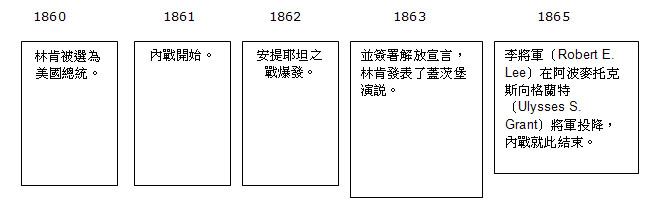 1860
1861
1862
1863
1865
林肯被選為
美國總統。
內戰開始。
安提耶坦之
戰爆發。
並簽署解放宣言，
林肯發表了蓋茨堡
演説。
李將軍〔Robert E.
Lee〕在阿波麥托克
斯向格蘭特
〔Ulysses S.
Grant〕將軍投降，
內戰就此結束。